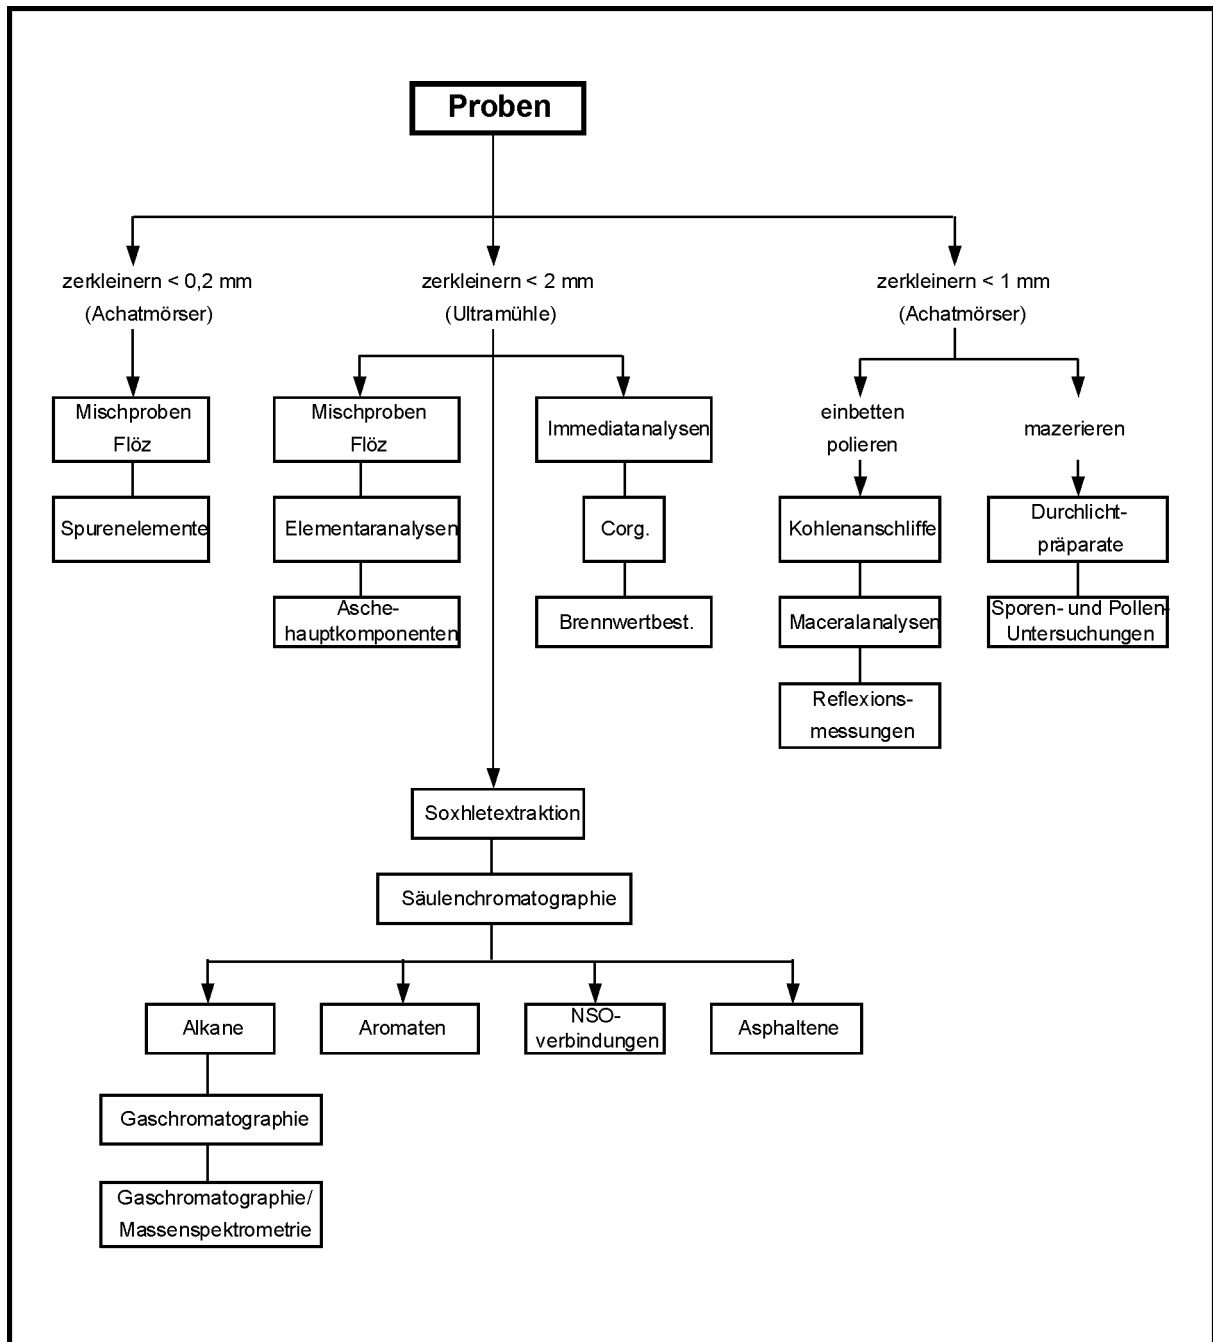 Proben
zerkleinern < 0,2 mm
(Achatmörser)
zerkleinern < 2 mm
(Ultramühle)
zerkleinern < 1 mm
(Achatmörser)
Mischproben
Flöz
Spurenelemente
Mischproben
Flöz
Elementaranalysen
Asche-
hauptkomponenten
Immediatanalysen
Corg.
Brennwertbest.
einbetten
polieren
Kohlenanschliffe
Maceralanalysen
Reflexions-
messungen
mazerieren
Durchlicht-
präparate
Sporen- und Pollen-
Untersuchungen
Soxhletextraktion
Säulenchromatographie
Alkane
Aromaten
NSO-
verbindungen
Asphaltene
Gaschromatographie
Gaschromatographie/
Massenspektrometrie